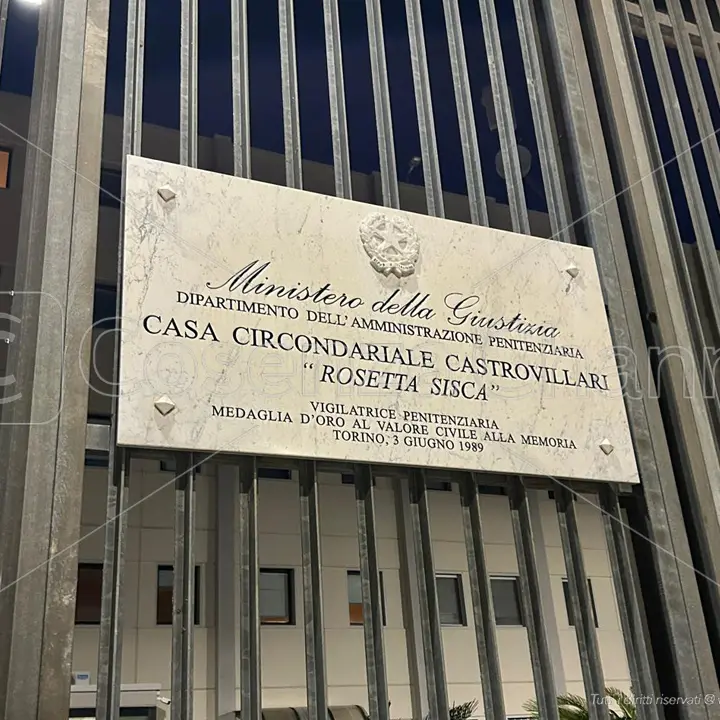 Ministero della Giustizia
DIPARTIMENTO DELL'AMMINISTRAZIONE PENITENZIARIA
CASA CIRCONDARIALE CASTROVILLARI
"ROSETTA SISCA"
VIGILATRICE PENITENZIARIA
MEDAGLIA D'ORO AL VALORE CIVILE ALLA MEMORIA
TORINO, 3 GIUGNO 1989
Tutti i diritti riservati ©